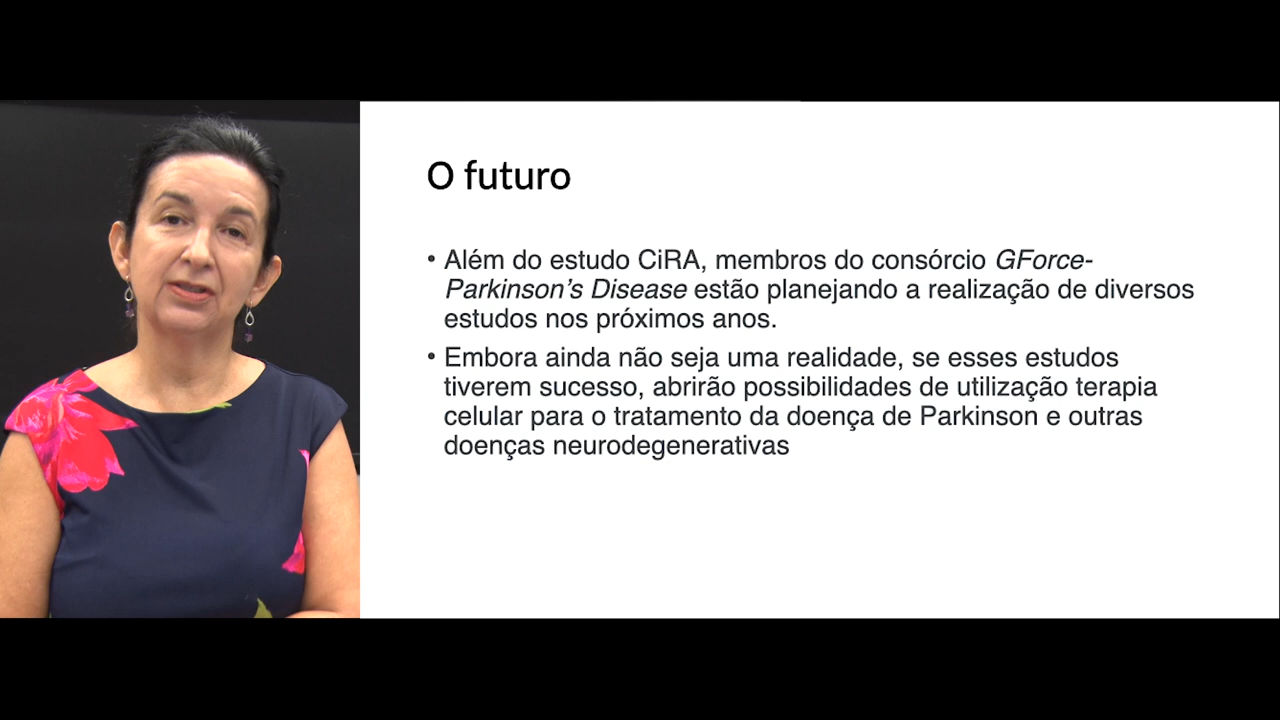 O futuro
• Além do estudo CiRA, membros do consórcio GForce-
Parkinson’s Disease estão planejando a realização de diversos
estudos nos próximos anos.
• Embora ainda não seja uma realidade, se esses estudos
tiverem sucesso, abrirão possibilidades de utilização terapia
celular para o tratamento da doença de Parkinson e outras
doenças neurodegenerativas